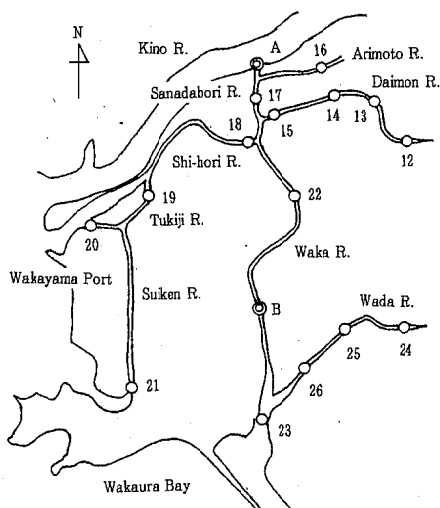 N
Kino R.
A
16
Arimoto R.
Sanadabori R.
17
Daimon R.
14
13
15
12
18
Shi-hori R.
19
22
Tukiji R.
20
Waka R.
Wakayama Port
Suiken R.
B
Wada R.
25
24
26
21
23
Wakaura Bay